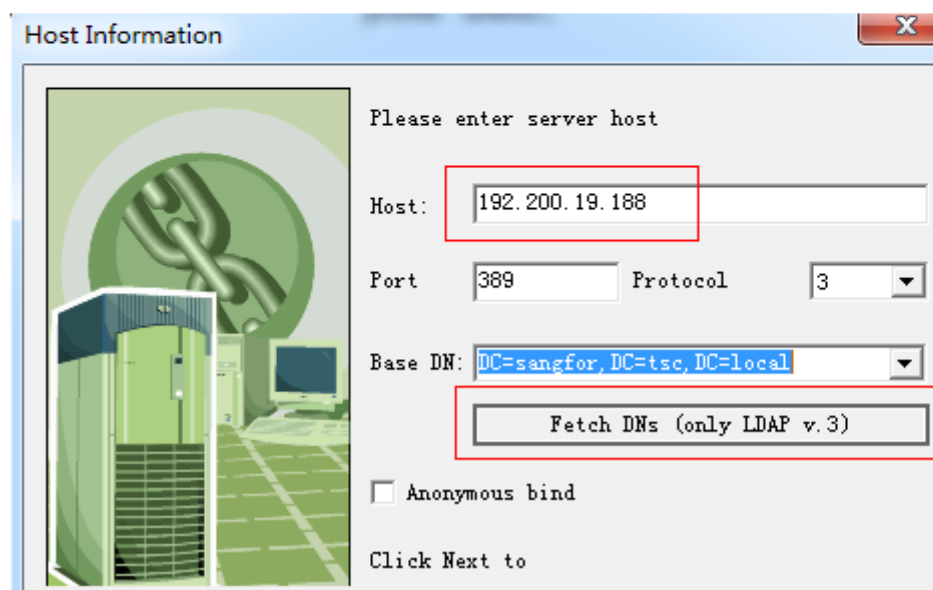 Host Information
Please enter server host
Host: 192.200.19.188
Port 389 Protocol 3
Base DN: DC=sangfor,DC=tsc,DC=local
Fetch DNs (only LDAP v.3)
Anonymous bind
Click Next to